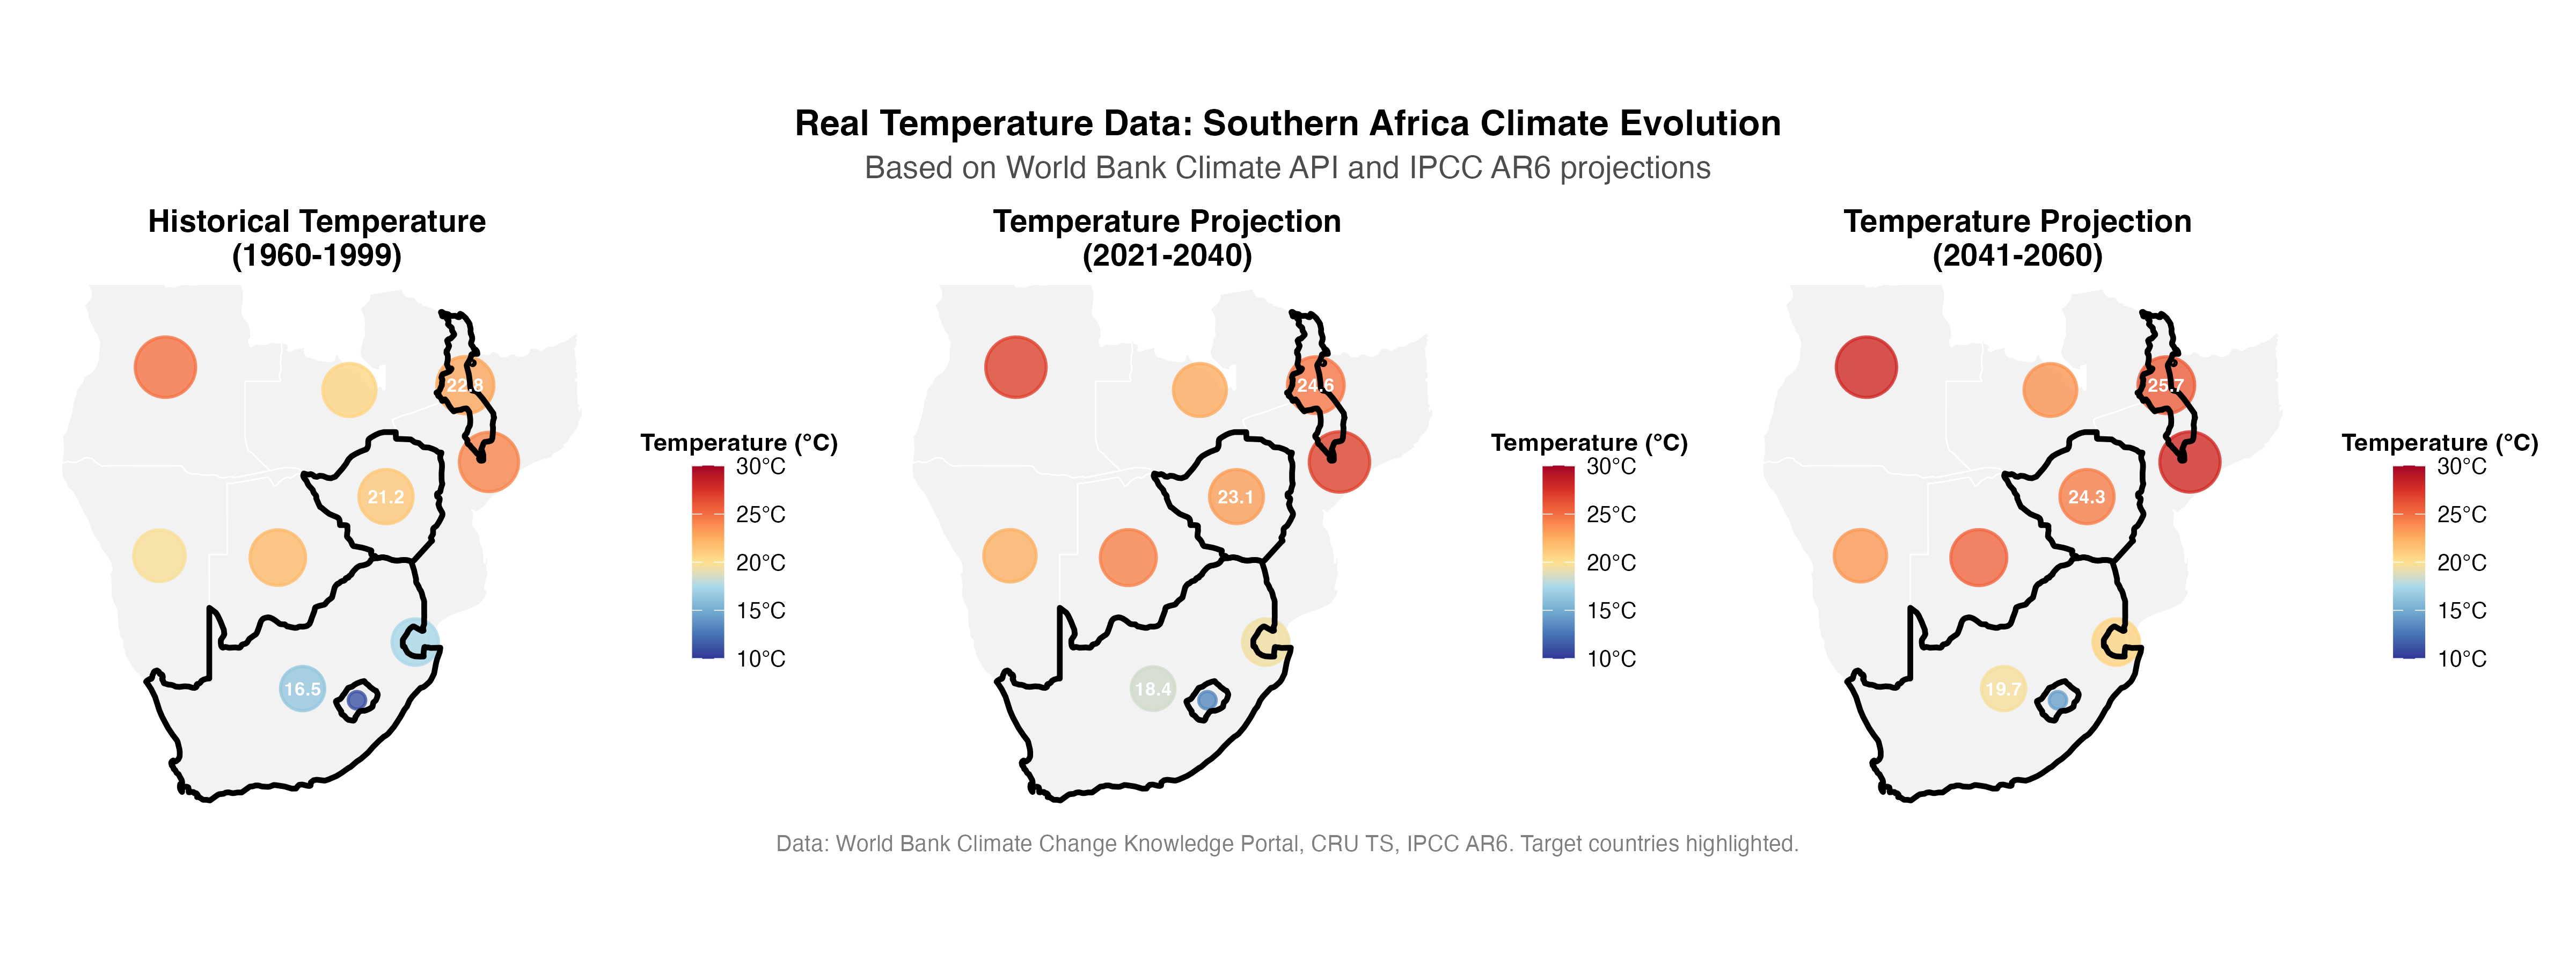 Real Temperature Data: Southern Africa Climate Evolution
Based on World Bank Climate API and IPCC AR6 projections
Historical Temperature
(1960-1999)
22.8
21.2
16.5
Temperature (°C)
30°C
25°C
20°C
15°C
10°C
Temperature Projection
(2021-2040)
24.6
23.1
18.4
Temperature (°C)
30°C
25°C
20°C
15°C
10°C
Temperature Projection
(2041-2060)
25.7
24.3
19.7
Temperature (°C)
30°C
25°C
20°C
15°C
10°C
Data: World Bank Climate Change Knowledge Portal, CRU TS, IPCC AR6. Target countries highlighted.